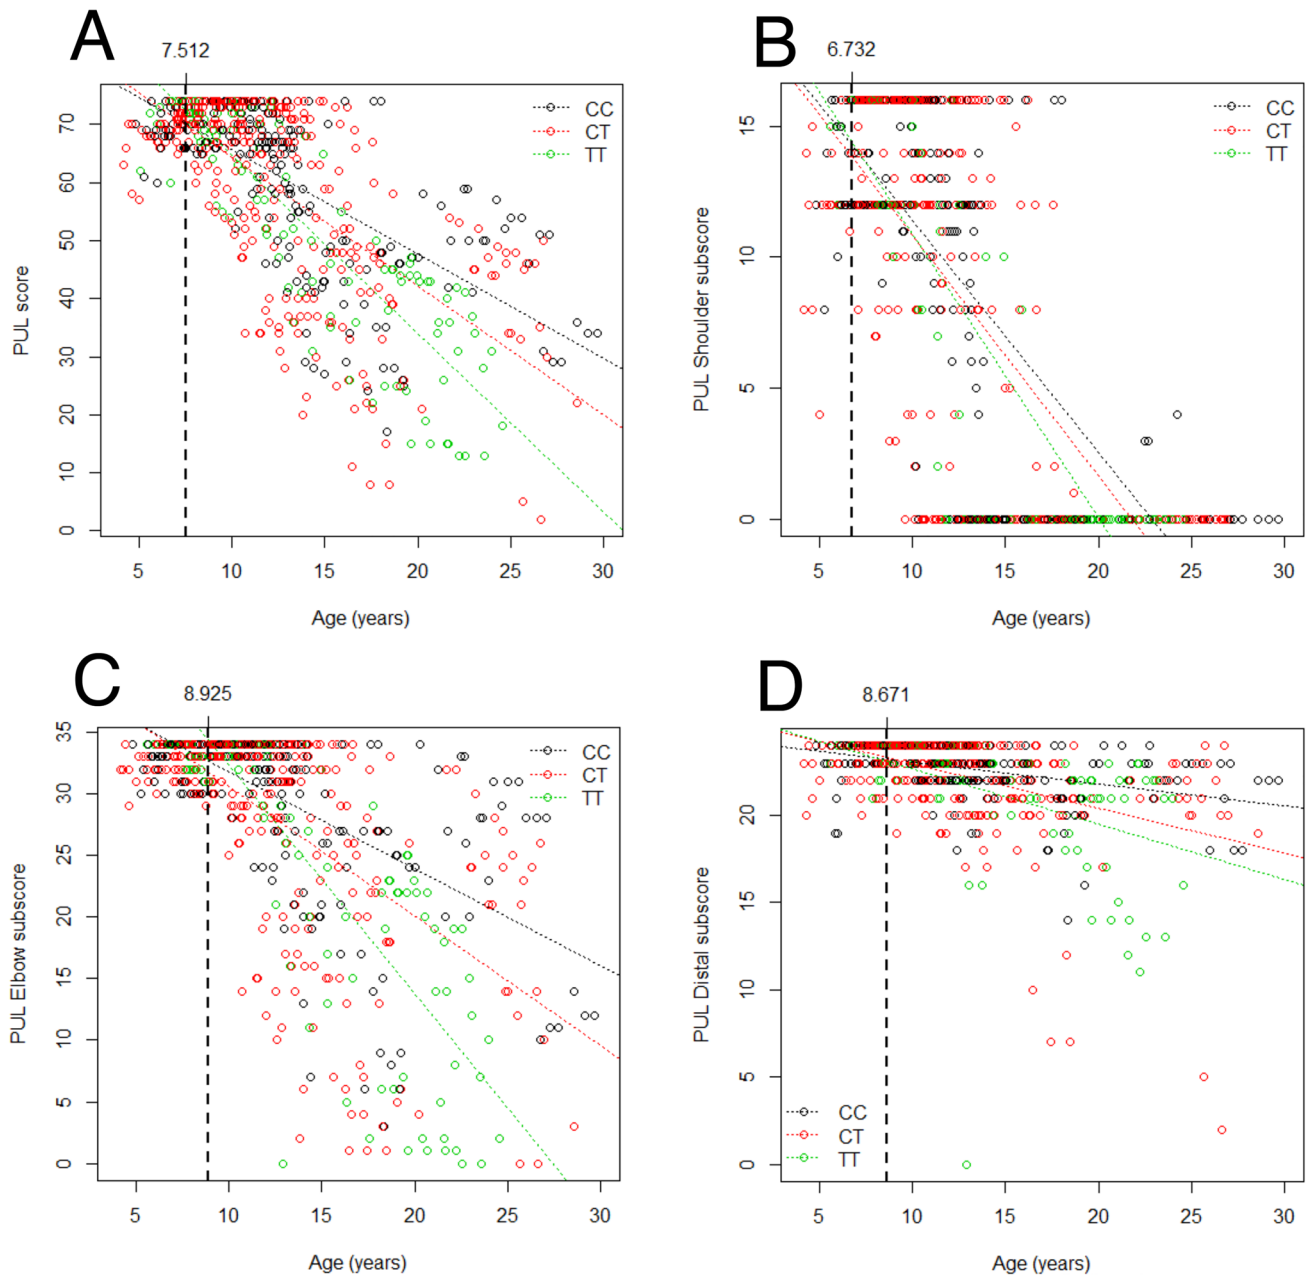 A
7.512
CC
CT
TT
PUL score
70
60
50
40
30
20
10
0
5 10 15 20 25 30
Age (years)
B
6.732
CC
CT
TT
PUL Shoulder subscore
15
10
5
0
5 10 15 20 25 30
Age (years)
C
8.925
CC
CT
TT
PUL Elbow subscore
35
30
25
20
15
10
5
0
5 10 15 20 25 30
Age (years)
D
8.671
PUL Distal subscore
20
15
10
5
0
CC
CT
TT
5 10 15 20 25 30
Age (years)